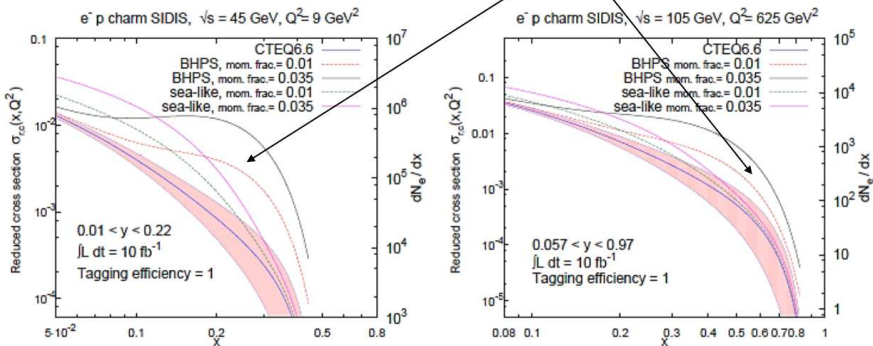 e⁻ p charm SIDIS, √s = 45 GeV, Q²= 9 GeV²
0.1
10⁻²
10⁻³
10⁻⁴
Reduced cross section σ_{r,c}(x,Q²)
CTEQ6.6
BHPS, mom. frac.= 0.01
BHPS, mom. frac.= 0.035
sea-like, mom. frac.= 0.01
sea-like, mom. frac.= 0.035
0.01 < y < 0.22
∫L dt = 10 fb⁻¹
Tagging efficiency = 1
10⁷
10⁶
10⁵
10⁴
10³
dNₑ / dx
5·10⁻² 0.1 0.2 0.5 0.8
x
e⁻ p charm SIDIS, √s = 105 GeV, Q²= 625 GeV²
0.1
0.01
10⁻³
10⁻⁴
10⁻⁵
Reduced cross section σ_{r,c}(x,Q²)
CTEQ6.6
BHPS mom. frac.= 0.01
BHPS mom. frac.= 0.035
sea-like mom. frac.= 0.01
sea-like mom. frac.= 0.035
0.057 < y < 0.97
∫L dt = 10 fb⁻¹
Tagging efficiency = 1
10⁵
10⁴
10³
10²
10
1
dNₑ / dx
0.08 0.1 0.2 0.3 0.4 0.5 0.6 0.7 0.8 1
x